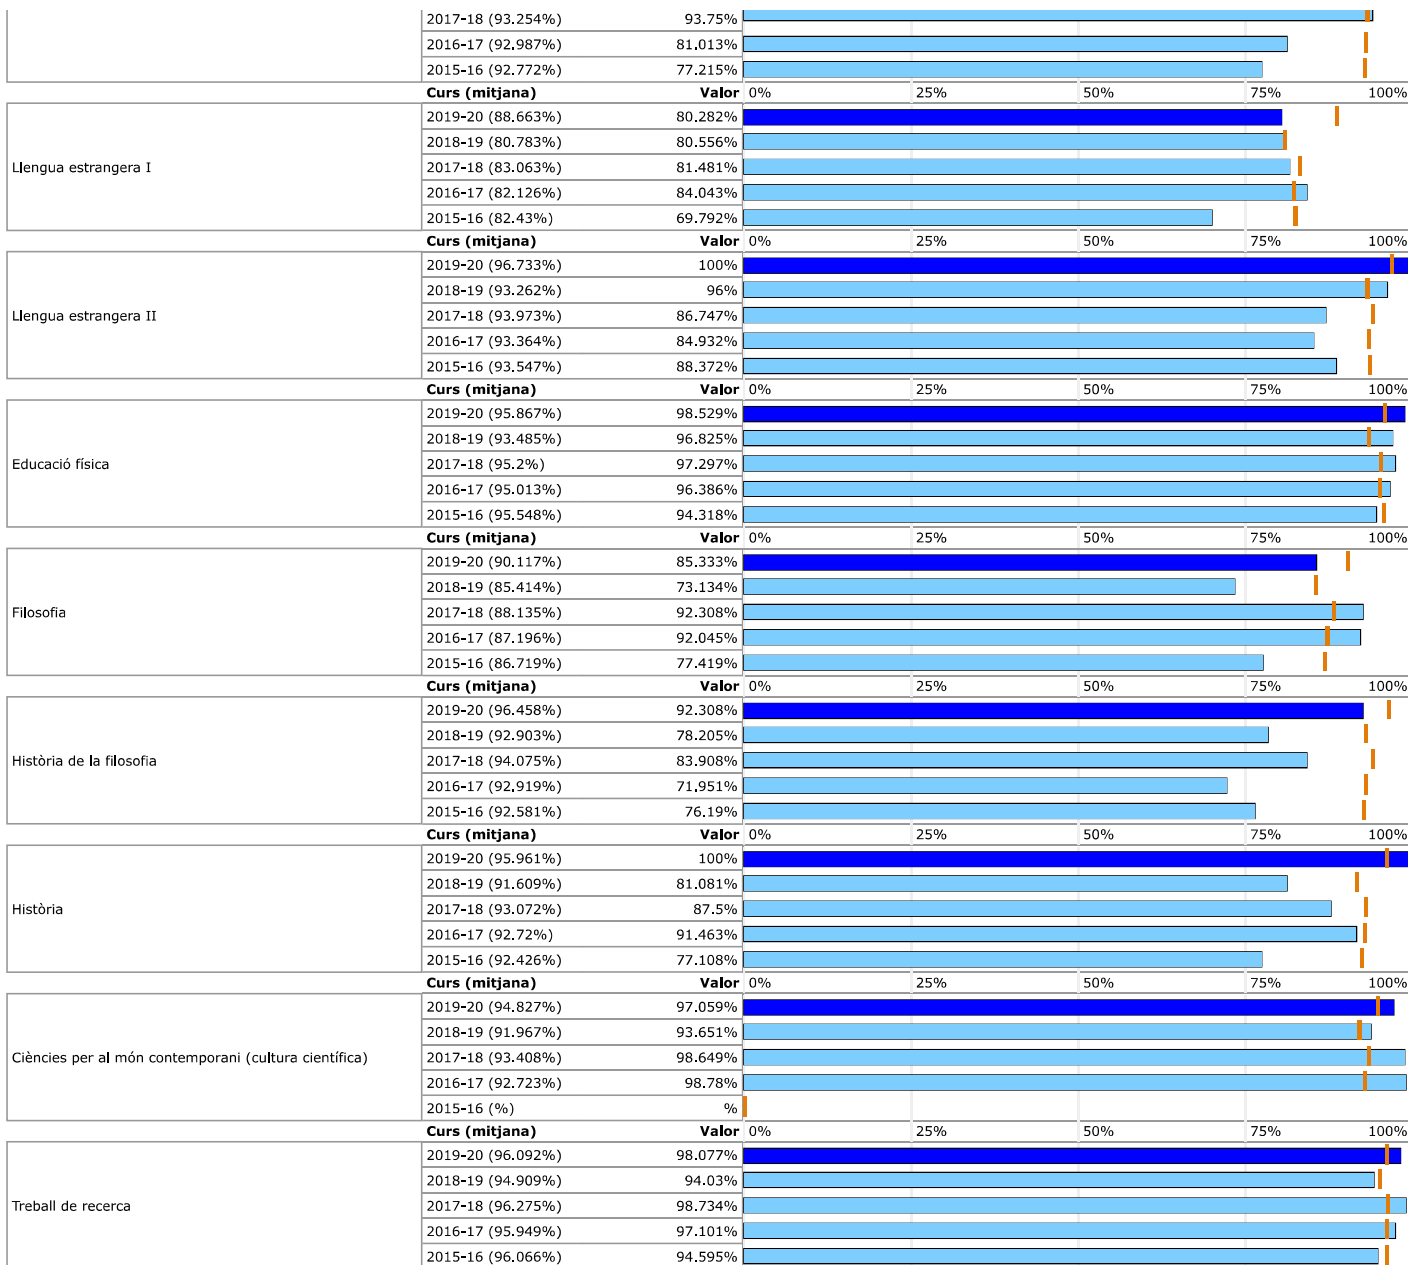 2017-18 (93.254%) 93.75%
2016-17 (92.987%) 81.013%
2015-16 (92.772%) 77.215%
Curs (mitjana) Valor 0% 25% 50% 75% 100%
Llengua estrangera I
2019-20 (88.663%) 80.282%
2018-19 (80.783%) 80.556%
2017-18 (83.063%) 81.481%
2016-17 (82.126%) 84.043%
2015-16 (82.43%) 69.792%
Curs (mitjana) Valor 0% 25% 50% 75% 100%
Llengua estrangera II
2019-20 (96.733%) 100%
2018-19 (93.262%) 96%
2017-18 (93.973%) 86.747%
2016-17 (93.364%) 84.932%
2015-16 (93.547%) 88.372%
Curs (mitjana) Valor 0% 25% 50% 75% 100%
Educació física
2019-20 (95.867%) 98.529%
2018-19 (93.485%) 96.825%
2017-18 (95.2%) 97.297%
2016-17 (95.013%) 96.386%
2015-16 (95.548%) 94.318%
Curs (mitjana) Valor 0% 25% 50% 75% 100%
Filosofia
2019-20 (90.117%) 85.333%
2018-19 (85.414%) 73.134%
2017-18 (88.135%) 92.308%
2016-17 (87.196%) 92.045%
2015-16 (86.719%) 77.419%
Curs (mitjana) Valor 0% 25% 50% 75% 100%
Història de la filosofia
2019-20 (96.458%) 92.308%
2018-19 (92.903%) 78.205%
2017-18 (94.075%) 83.908%
2016-17 (92.919%) 71.951%
2015-16 (92.581%) 76.19%
Curs (mitjana) Valor 0% 25% 50% 75% 100%
Història
2019-20 (95.961%) 100%
2018-19 (91.609%) 81.081%
2017-18 (93.072%) 87.5%
2016-17 (92.72%) 91.463%
2015-16 (92.426%) 77.108%
Curs (mitjana) Valor 0% 25% 50% 75% 100%
Ciències per al món contemporani (cultura científica)
2019-20 (94.827%) 97.059%
2018-19 (91.967%) 93.651%
2017-18 (93.408%) 98.649%
2016-17 (92.723%) 98.78%
2015-16 (%) %
Curs (mitjana) Valor 0% 25% 50% 75% 100%
Treball de recerca
2019-20 (96.092%) 98.077%
2018-19 (94.909%) 94.03%
2017-18 (96.275%) 98.734%
2016-17 (95.949%) 97.101%
2015-16 (96.066%) 94.595%